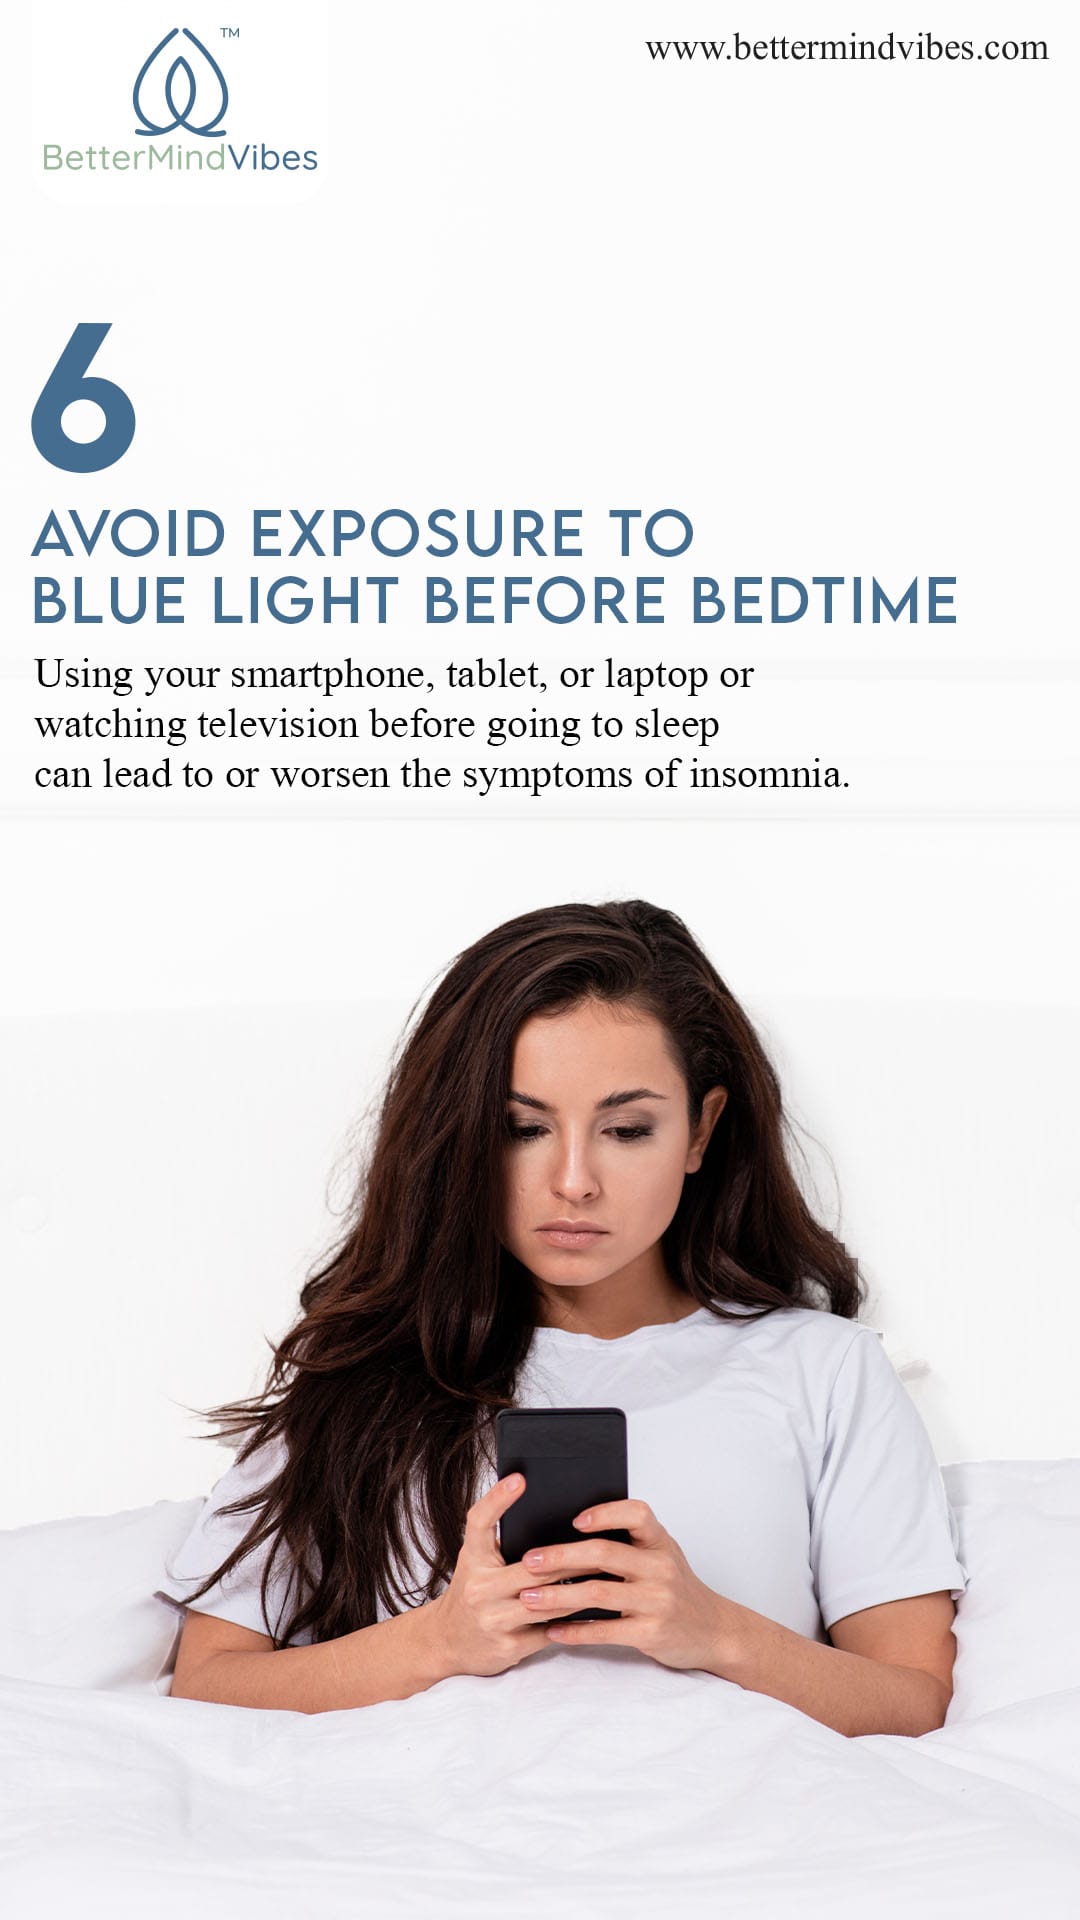 TM
www.bettermindvibes.com
BetterMindVibes
6
AVOID EXPOSURE TO
BLUE LIGHT BEFORE BEDTIME
Using your smartphone, tablet, or laptop or
watching television before going to sleep
can lead to or worsen the symptoms of insomnia.